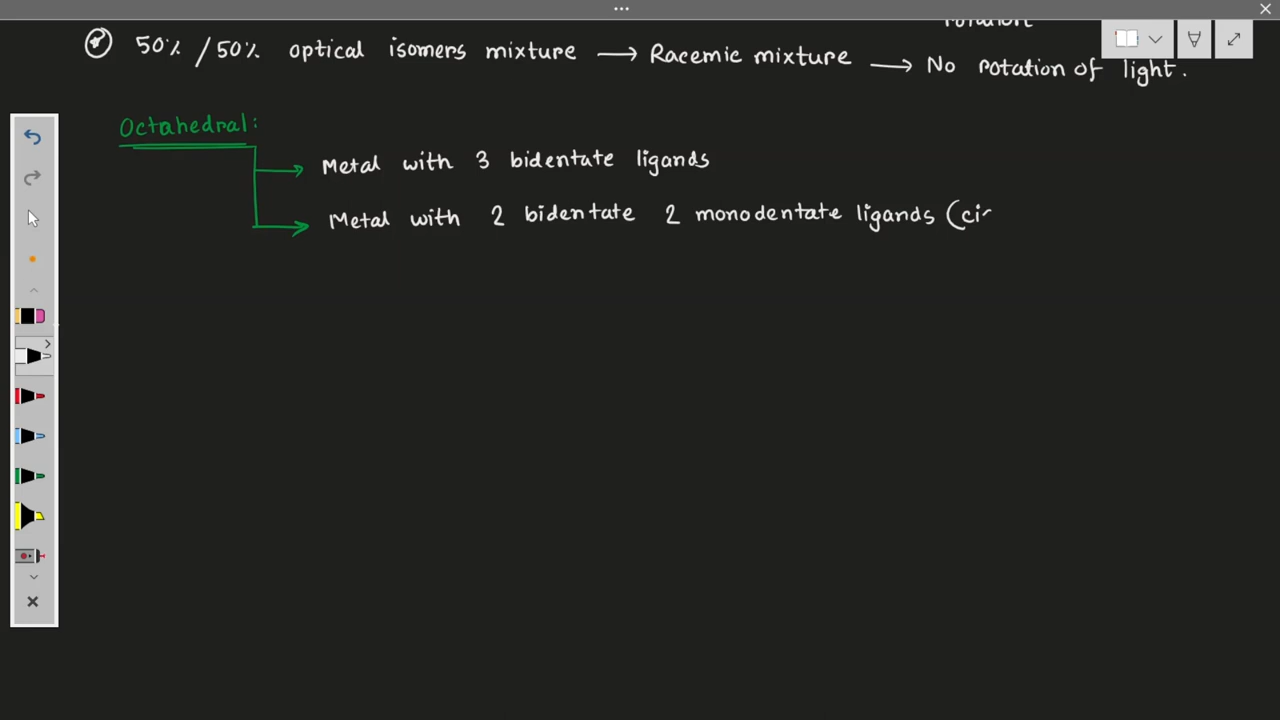 rotation
50% / 50% optical isomers mixture → Racemic mixture → No rotation of light.
Octahedral:
→ Metal with 3 bidentate ligands
→ Metal with 2 bidentate 2 monodentate ligands (ci